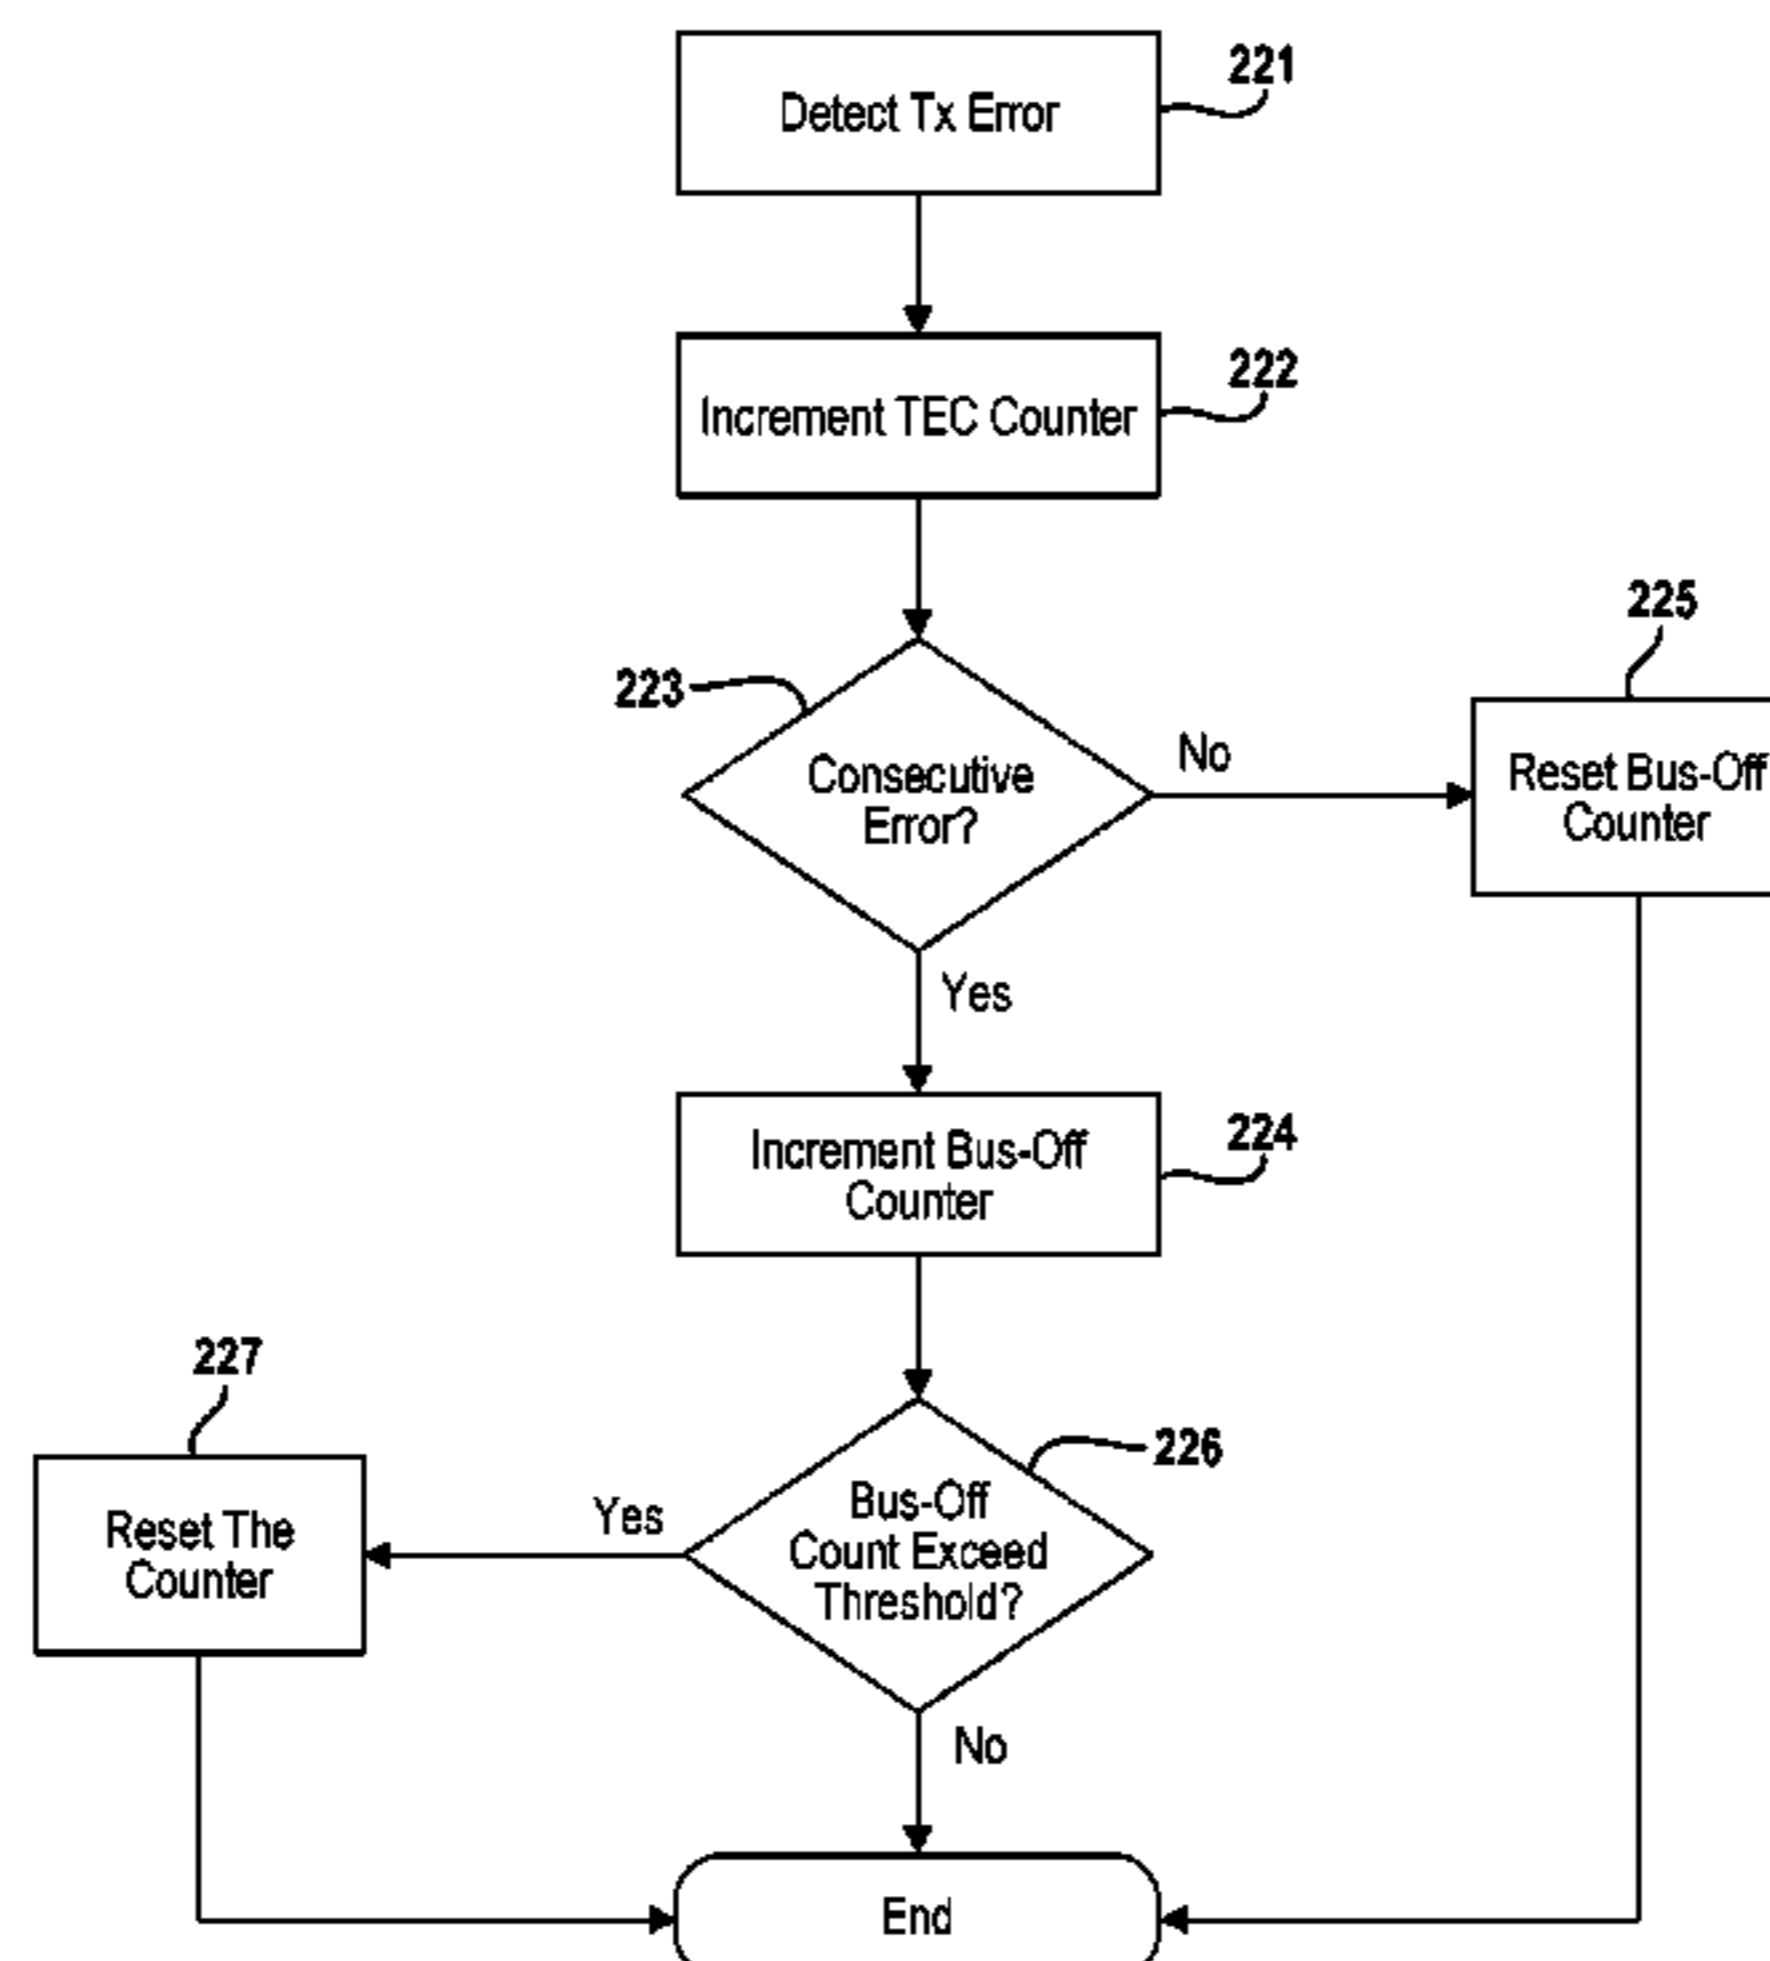 Detect Tx Error
221
Increment TEC Counter
222
223
Consecutive
Error?
No
225
Reset Bus-Off
Counter
Yes
Increment Bus-Off
Counter
224
227
Reset The
Counter
Yes
226
Bus-Off
Count Exceed
Threshold?
No
End